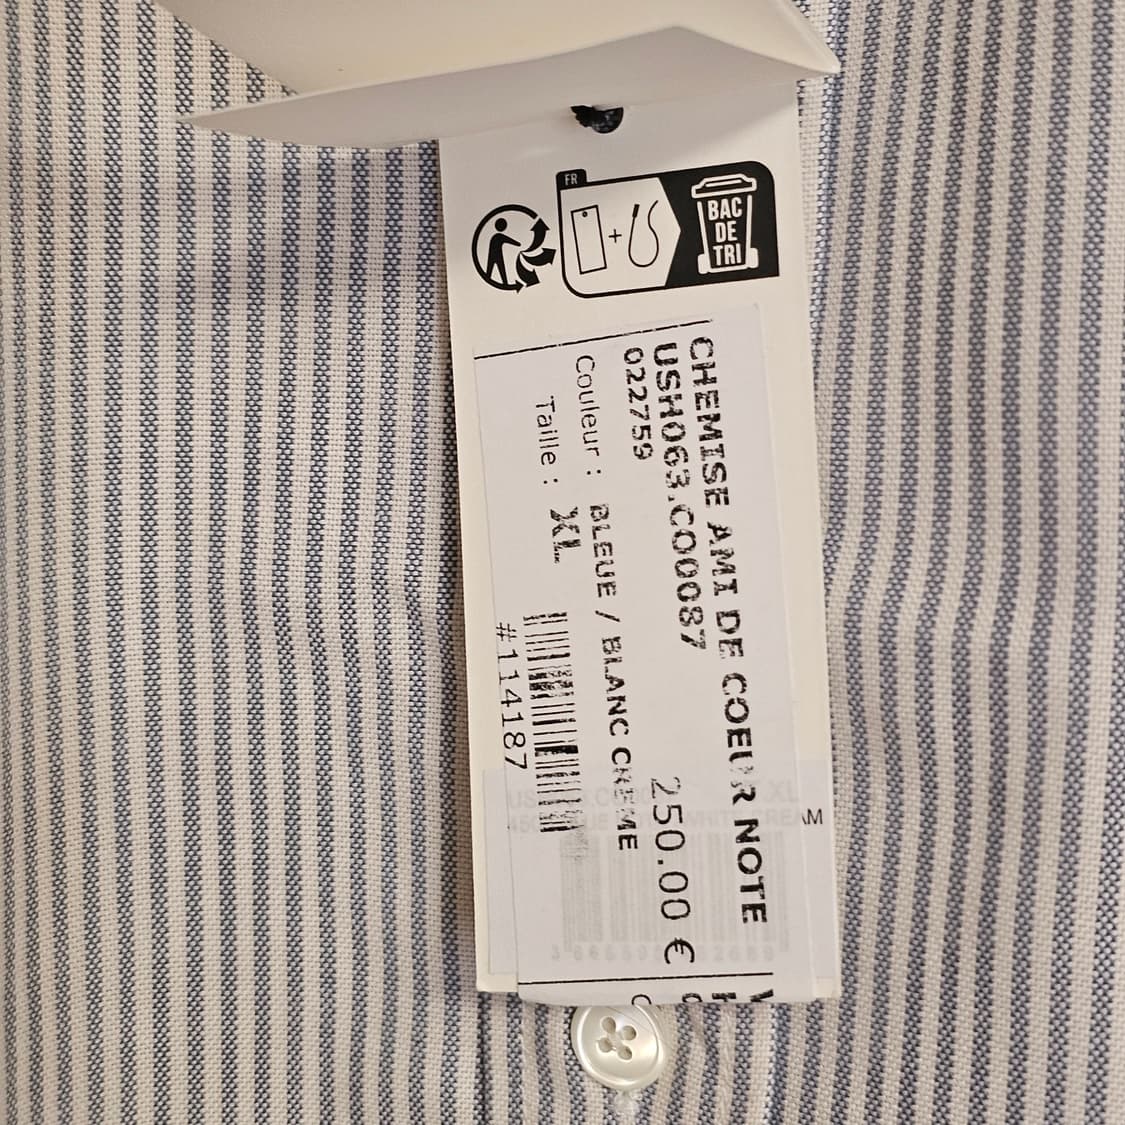 FR
BAC
DE
TRI
CHEMISE AMI DE COEUR NOTE
USH063.CO0087
022759
250.00 €
Couleur : BLEUE / BLANC CREME
Taille : XL
#114187
AM